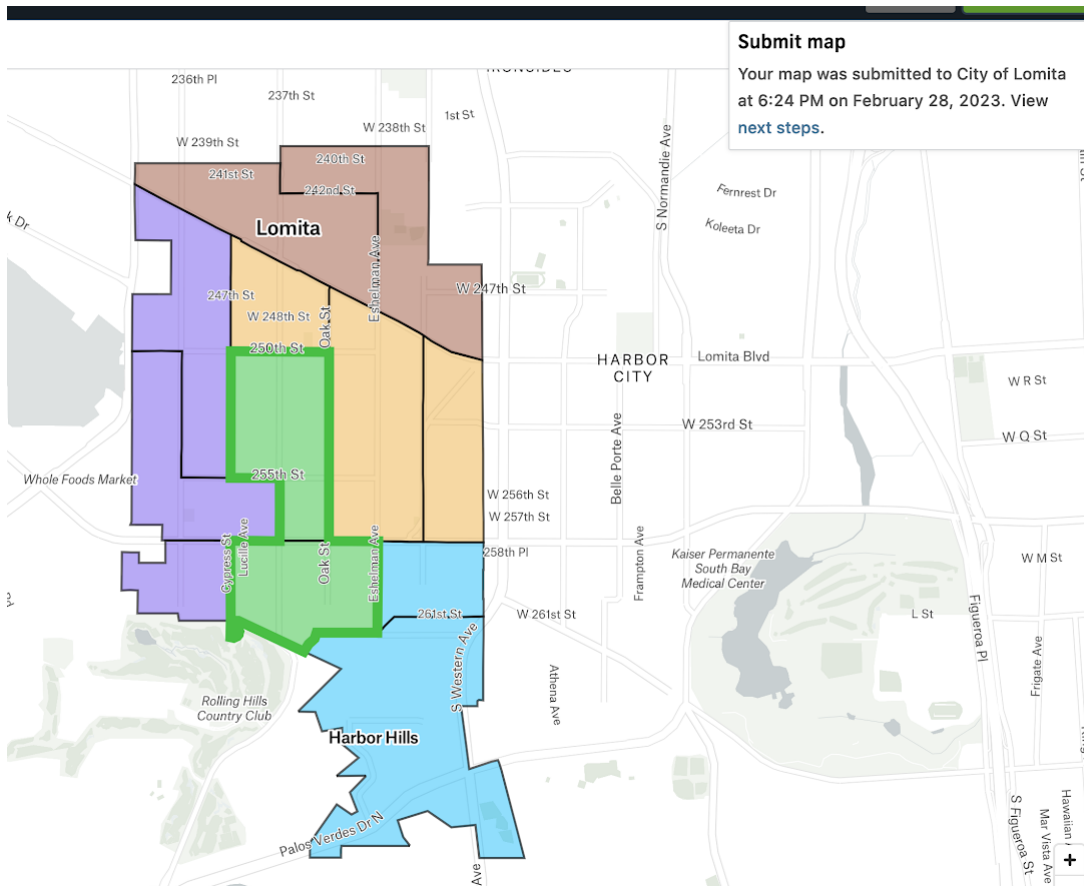 Submit map
Your map was submitted to City of Lomita
at 6:24 PM on February 28, 2023. View
next steps.
IRONSIDES
236th Pl
237th St
1st St
W 238th St
W 239th St
240th St
241st St
242nd St
S Normandie Ave
Fernrest Dr
k Dr
Lomita
Koleeta Dr
Eshelman Ave
W 247th St
247th St
W 248th St
Oak St
250th St
HARBOR
CITY
Lomita Blvd
W R St
W 253rd St
W Q St
Belle Porte Ave
255th St
Whole Foods Market
W 256th St
W 257th St
Lucille Ave
Cypress St
Oak St
Eshelman Ave
258th Pl
Frampton Ave
Kaiser Permanente
South Bay
Medical Center
W M St
261st St
W 261st St
L St
Figueroa Pl
Frigate Ave
S Western Ave
Athena Ave
Rolling Hills
Country Club
Harbor Hills
Palos Verdes Dr N
S Figueroa St
Mar Vista Ave
Hawaiian
Ave
+